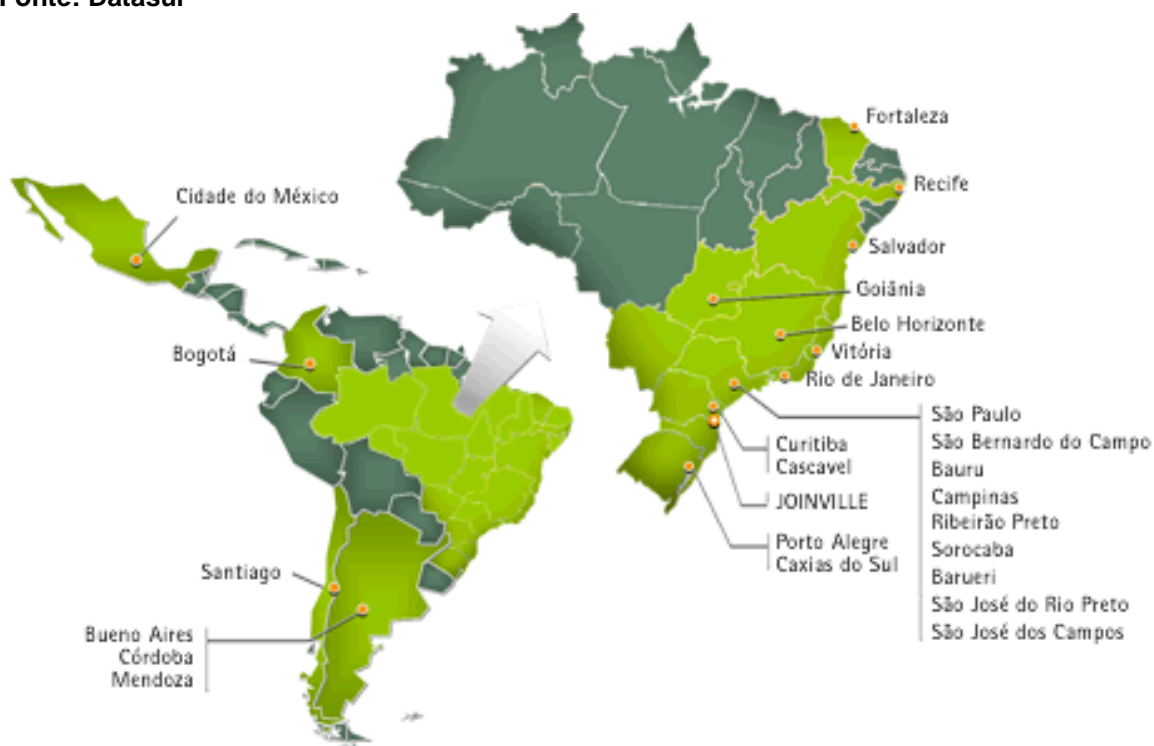 Fonte: Datasul
Fortaleza
Recife
Cidade do México
Salvador
Goiânia
Belo Horizonte
Vitória
Bogotá
Rio de Janeiro
São Paulo
São Bernardo do Campo
Bauru
Campinas
Ribeirão Preto
Sorocaba
Barueri
São José do Rio Preto
São José dos Campos
Curitiba
Cascavel
JOINVILLE
Porto Alegre
Caxias do Sul
Santiago
Bueno Aires
Córdoba
Mendoza